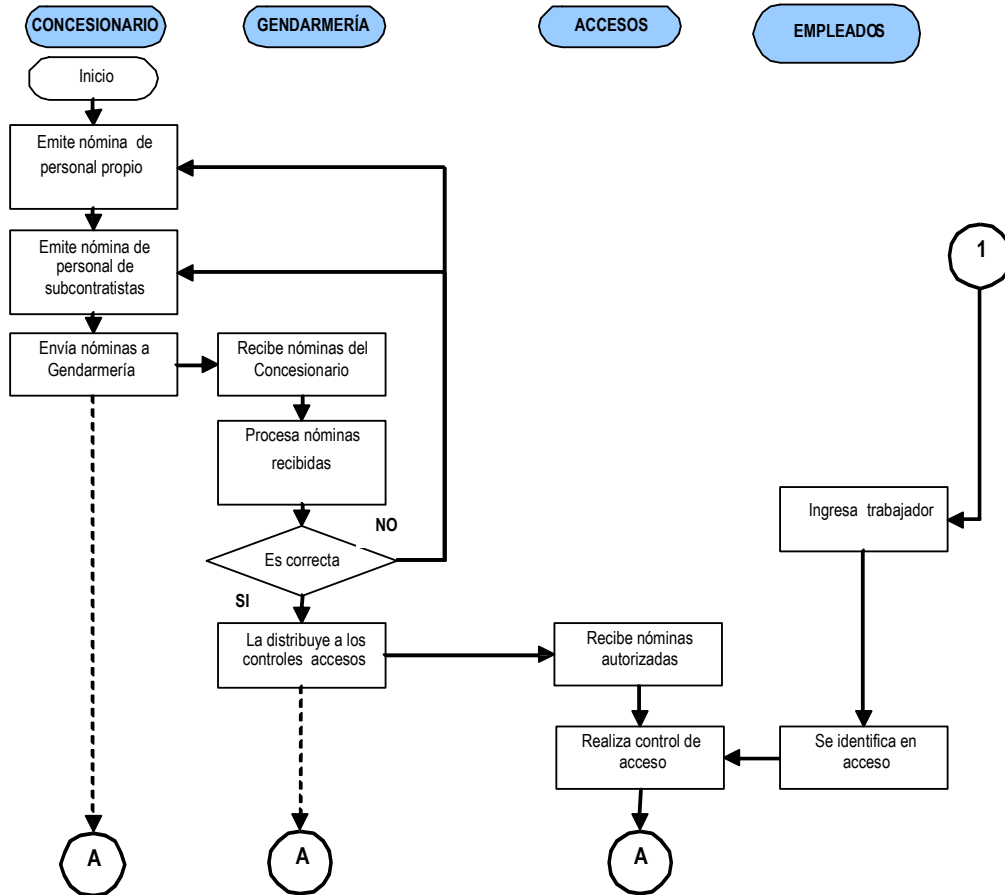 CONCESIONARIO
GENDARMERÍA
ACCESOS
EMPLEADOS
Inicio
Emite nómina de
personal propio
Emite nómina de
personal de
subcontratistas
1
Envía nóminas a
Gendarmería
Recibe nóminas del
Concesionario
Procesa nóminas
recibidas
Ingresa trabajador
NO
Es correcta
SI
La distribuye a los
controles accesos
Recibe nóminas
autorizadas
Realiza control de
acceso
Se identifica en
acceso
A
A
A